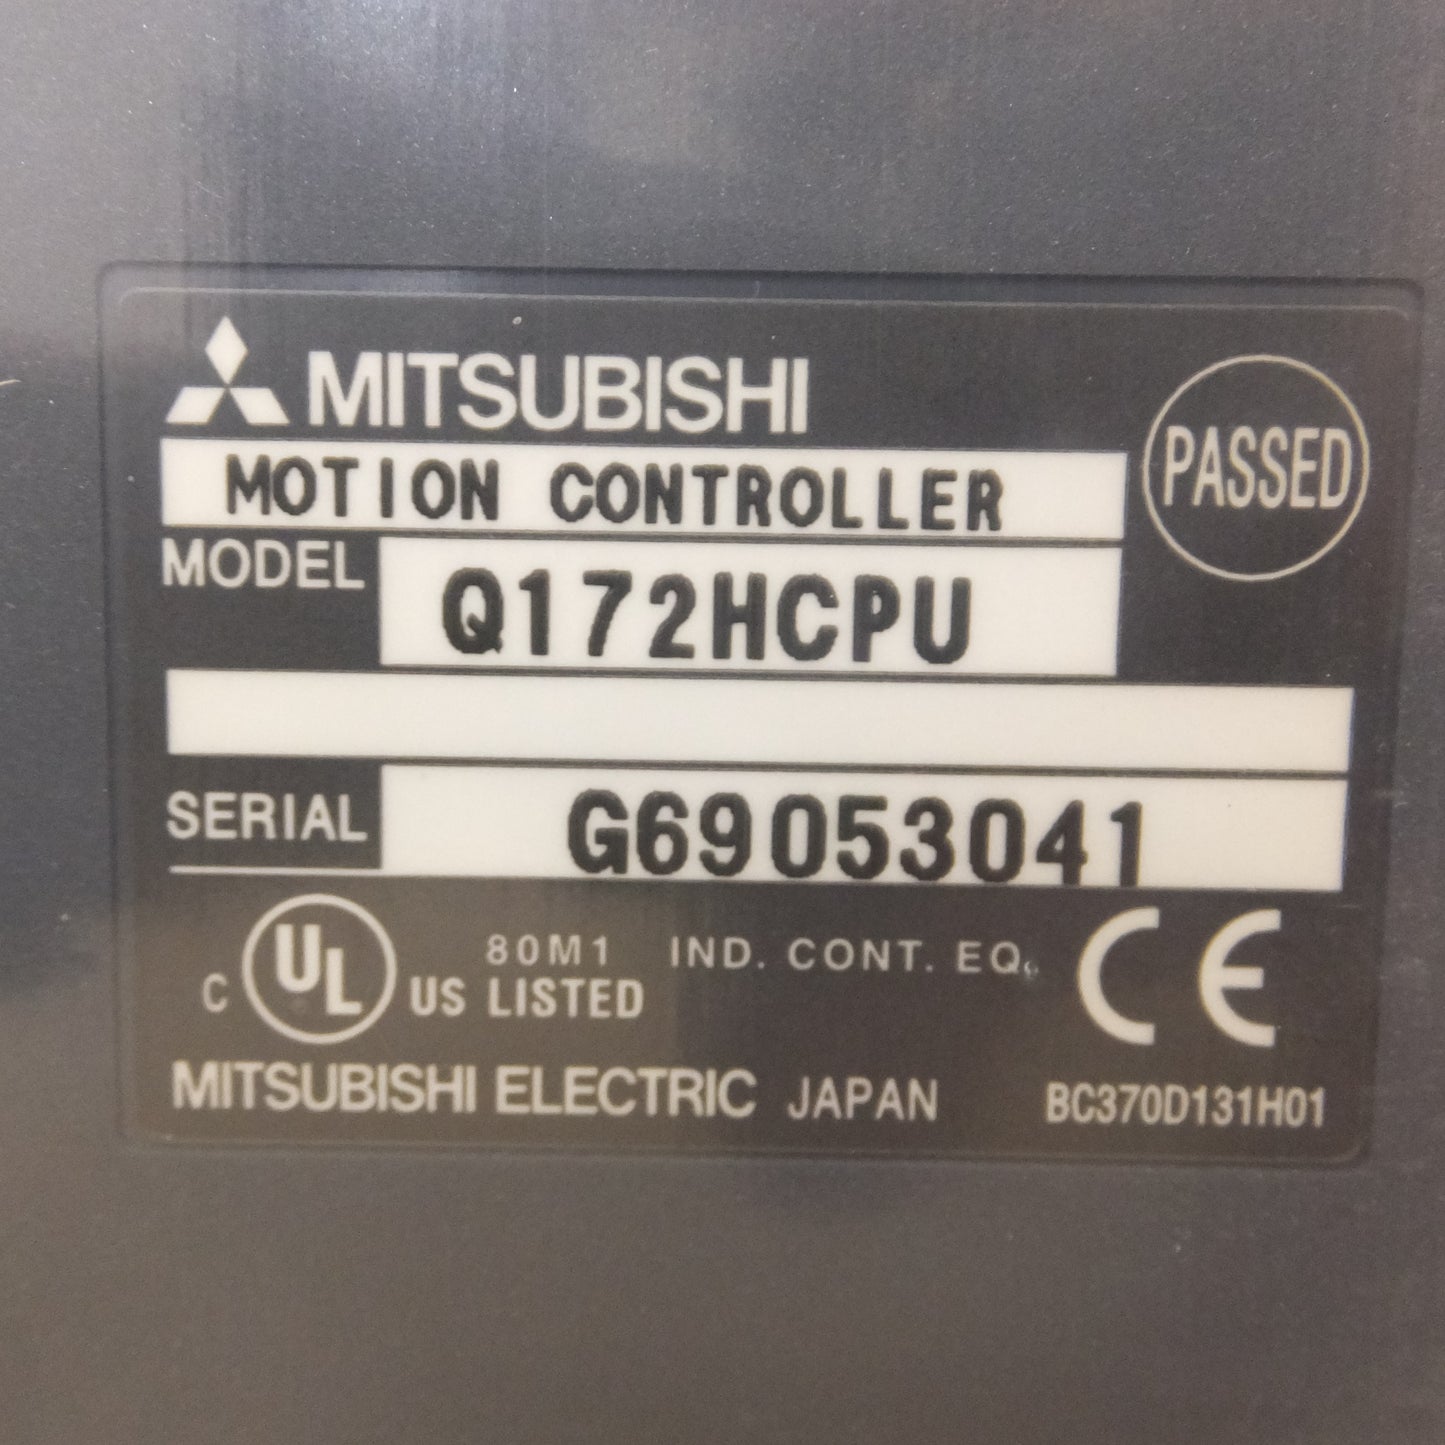 MITSUBISHI
PASSED
MOTION CONTROLLER
MODEL Q172HCPU
SERIAL G69053041
C UL US LISTED 80M1 IND. CONT. EQ. CE
MITSUBISHI ELECTRIC JAPAN BC370D131H01